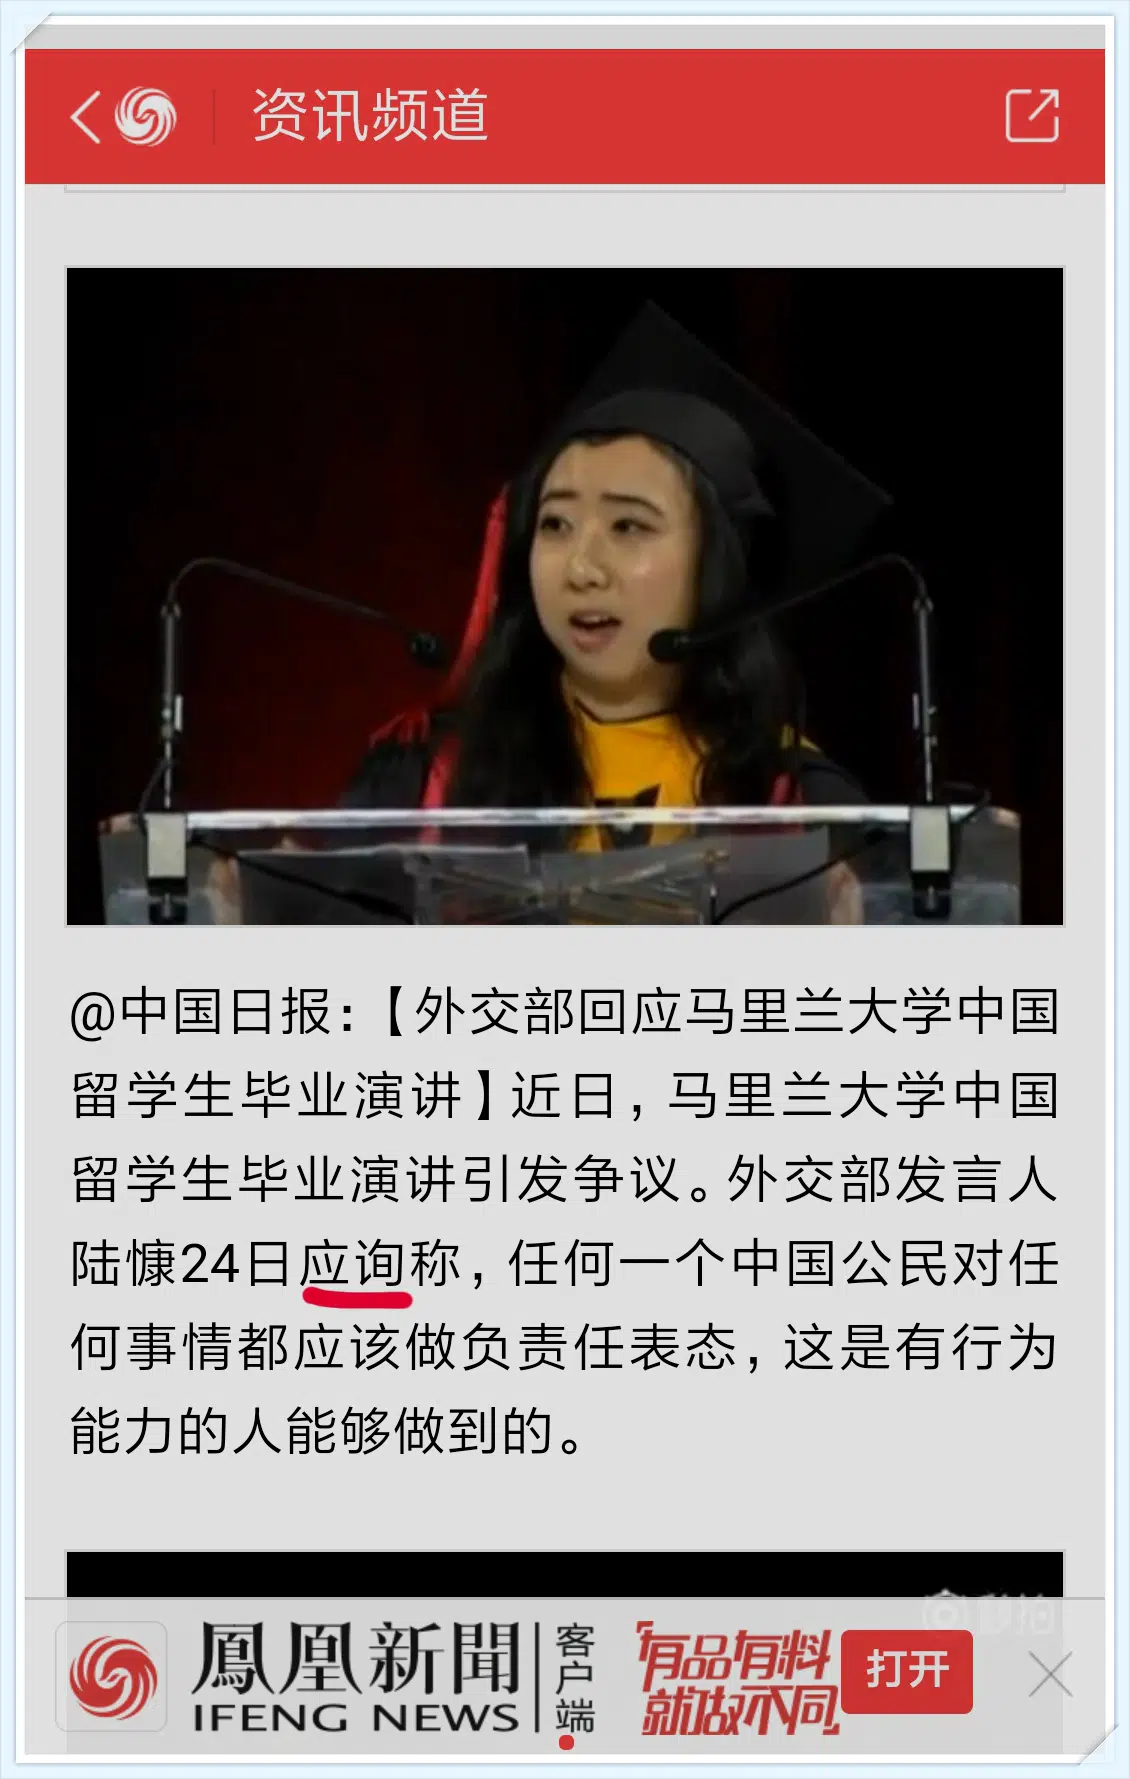 资讯频道
@中国日报：【外交部回应马里兰大学中国
留学生毕业演讲】近日，马里兰大学中国
留学生毕业演讲引发争议。外交部发言人
陆慷24日应询称，任何一个中国公民对任
何事情都应该做负责任表态，这是有行为
能力的人能够做到的。
秒拍
鳳凰新聞
IFENG NEWS
客户端
有品有料
就做不同
打开